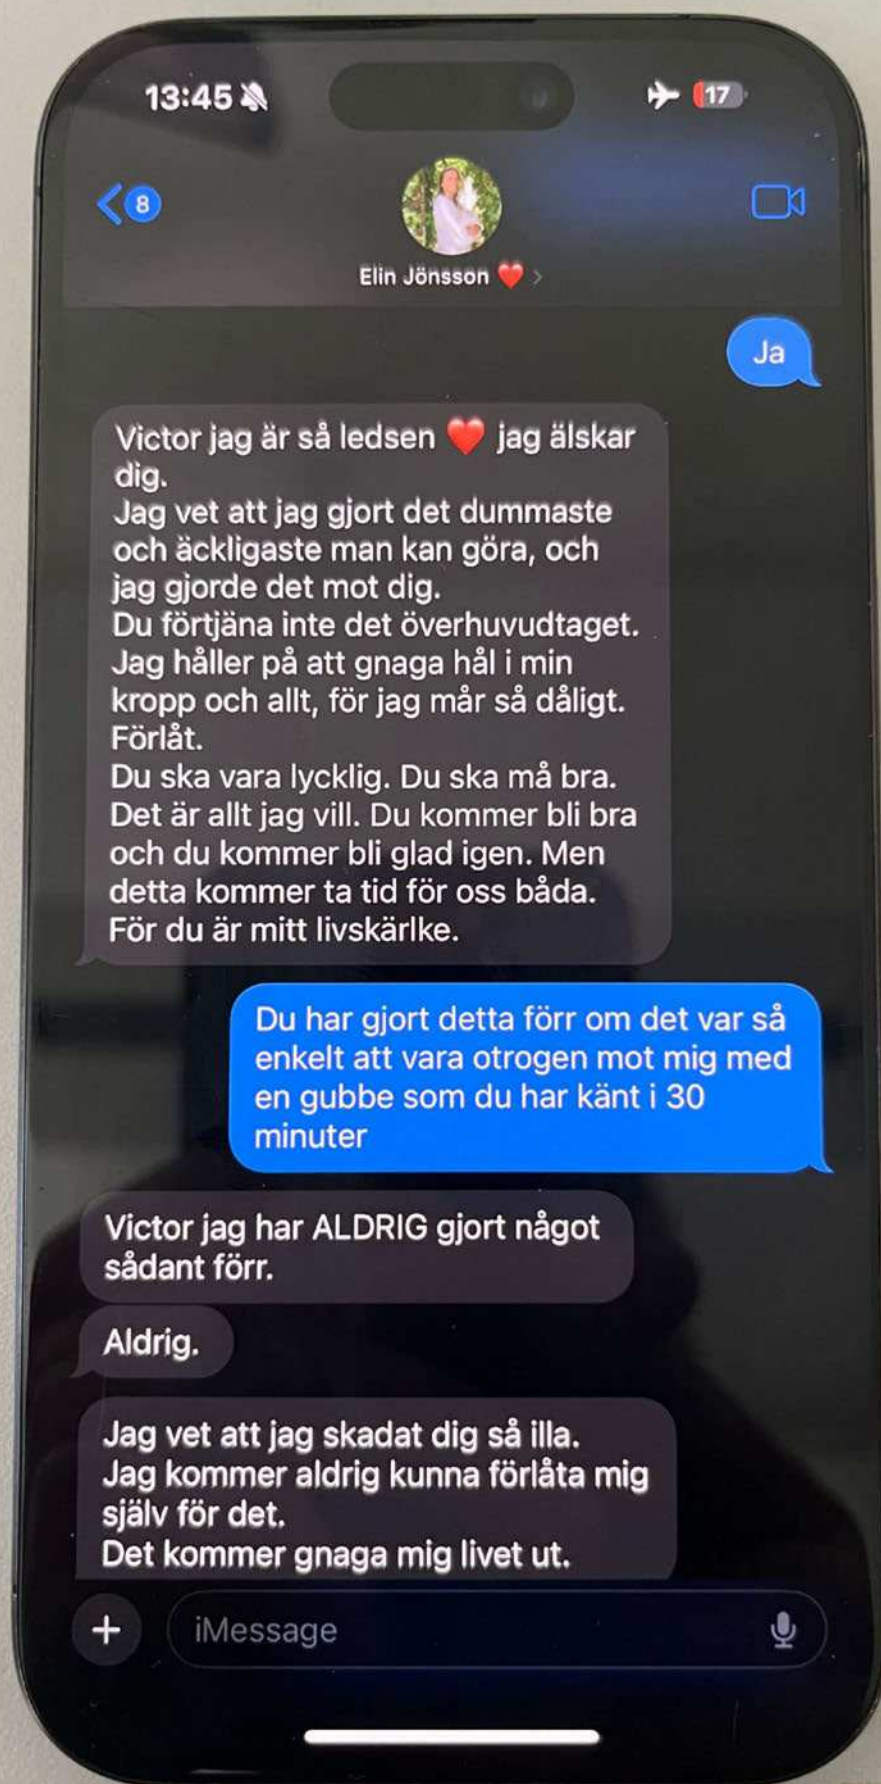 13:45
17
8
Elin Jönsson ❤️ >
Ja
Victor jag är så ledsen ❤️ jag älskar
dig.
Jag vet att jag gjort det dummaste
och äckligaste man kan göra, och
jag gjorde det mot dig.
Du förtjäna inte det överhuvudtaget.
Jag håller på att gnaga hål i min
kropp och allt, för jag mår så dåligt.
Förlåt.
Du ska vara lycklig. Du ska må bra.
Det är allt jag vill. Du kommer bli bra
och du kommer bli glad igen. Men
detta kommer ta tid för oss båda.
För du är mitt livskärlke.
Du har gjort detta förr om det var så
enkelt att vara otrogen mot mig med
en gubbe som du har känt i 30
minuter
Victor jag har ALDRIG gjort något
sådant förr.
Aldrig.
Jag vet att jag skadat dig så illa.
Jag kommer aldrig kunna förlåta mig
själv för det.
Det kommer gnaga mig livet ut.
iMessage